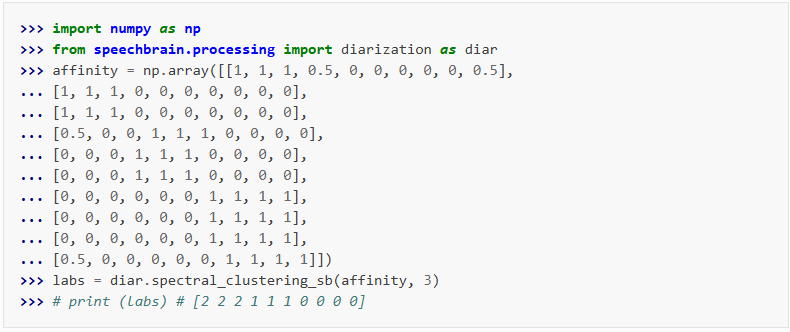 >>> import numpy as np
>>> from speechbrain.processing import diarization as diar
>>> affinity = np.array([[1, 1, 1, 0.5, 0, 0, 0, 0, 0, 0.5],
... [1, 1, 1, 0, 0, 0, 0, 0, 0, 0],
... [1, 1, 1, 0, 0, 0, 0, 0, 0, 0],
... [0.5, 0, 0, 1, 1, 1, 0, 0, 0, 0],
... [0, 0, 0, 1, 1, 1, 0, 0, 0, 0],
... [0, 0, 0, 1, 1, 1, 0, 0, 0, 0],
... [0, 0, 0, 0, 0, 0, 1, 1, 1, 1],
... [0, 0, 0, 0, 0, 0, 1, 1, 1, 1],
... [0, 0, 0, 0, 0, 0, 1, 1, 1, 1],
... [0.5, 0, 0, 0, 0, 0, 1, 1, 1, 1]])
>>> labs = diar.spectral_clustering_sb(affinity, 3)
>>> # print (labs) # [2 2 2 1 1 1 0 0 0 0]